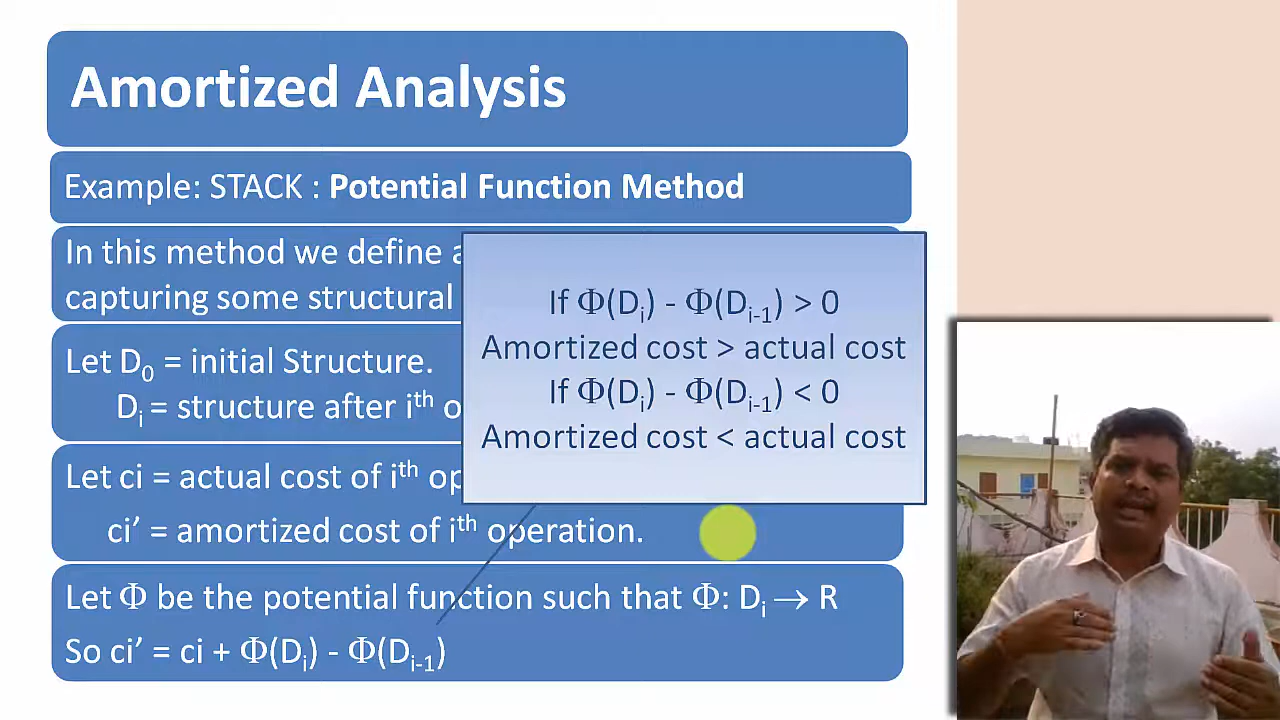 Amortized Analysis
Example: STACK : Potential Function Method
In this method we define a
capturing some structural
Let D₀ = initial Structure.
Dᵢ = structure after iᵗʰ o
Let ci = actual cost of iᵗʰ op
ci’ = amortized cost of iᵗʰ operation.
Let Φ be the potential function such that Φ: Dᵢ → R
So ci’ = ci + Φ(Dᵢ) - Φ(Dᵢ₋₁)
If Φ(Dᵢ) - Φ(Dᵢ₋₁) > 0
Amortized cost > actual cost
If Φ(Dᵢ) - Φ(Dᵢ₋₁) < 0
Amortized cost < actual cost